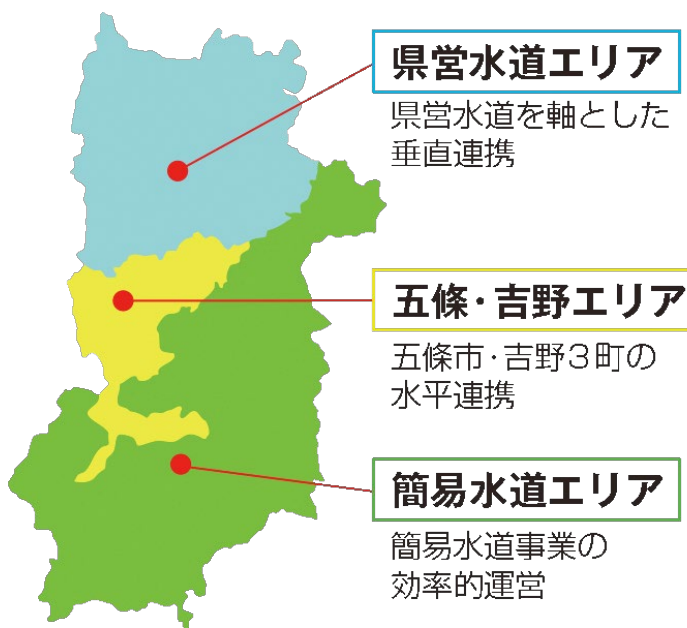 県営水道エリア
県営水道を軸とした
垂直連携
五條・吉野エリア
五條市・吉野3町の
水平連携
簡易水道エリア
簡易水道事業の
効率的運営